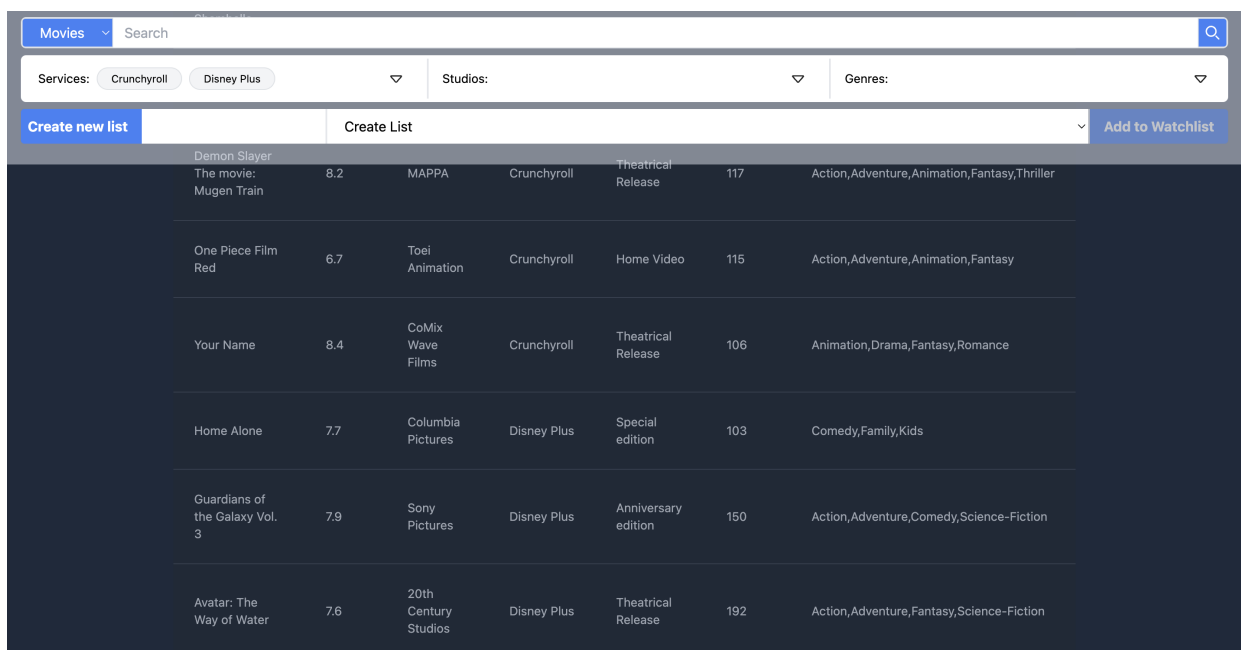 Movies Search
Services: Crunchyroll Disney Plus Studios: Genres:
Create new list Create List Add to Watchlist
Demon Slayer
The movie:
Mugen Train
8.2
MAPPA
Crunchyroll
Theatrical
Release
117
Action,Adventure,Animation,Fantasy,Thriller
One Piece Film
Red
6.7
Toei
Animation
Crunchyroll
Home Video
115
Action,Adventure,Animation,Fantasy
Your Name
8.4
CoMix
Wave
Films
Crunchyroll
Theatrical
Release
106
Animation,Drama,Fantasy,Romance
Home Alone
7.7
Columbia
Pictures
Disney Plus
Special
edition
103
Comedy,Family,Kids
Guardians of
the Galaxy Vol.
3
7.9
Sony
Pictures
Disney Plus
Anniversary
edition
150
Action,Adventure,Comedy,Science-Fiction
Avatar: The
Way of Water
7.6
20th
Century
Studios
Disney Plus
Theatrical
Release
192
Action,Adventure,Fantasy,Science-Fiction